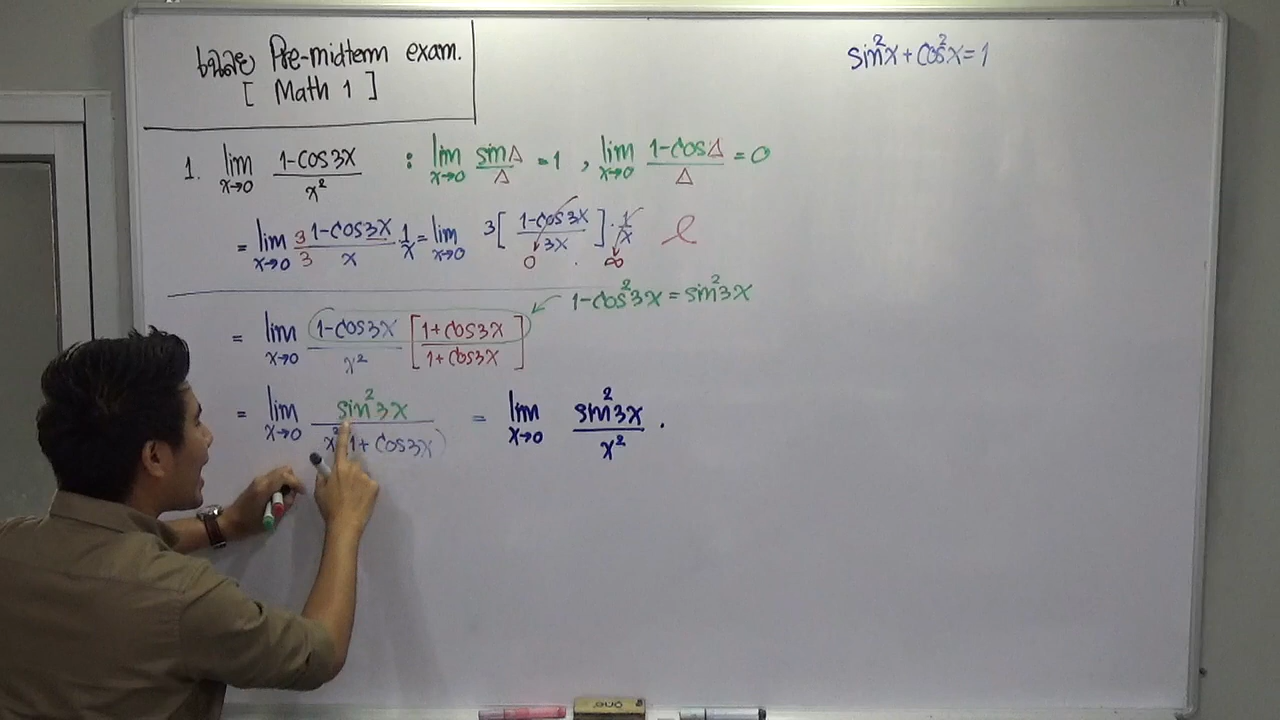 เฉลย Pre-midterm exam.
[ Math 1 ]
sin²x + cos²x = 1
1. lim x→0 (1-cos3x)/x² : lim x→0 sinΔ/Δ = 1 , lim x→0 (1-cosΔ)/Δ = 0
= lim x→0 3/3 (1-cos3x)/x 1/x = lim x→0 3[ (1-cos3x)/3x ] · 1/x
0 . ∞
1-cos²3x = sin²3x
= lim x→0 (1-cos3x)/x² [ (1+cos3x)/(1+cos3x) ]
= lim x→0 sin²3x/x²(1+cos3x) = lim x→0 sin²3x/x² .